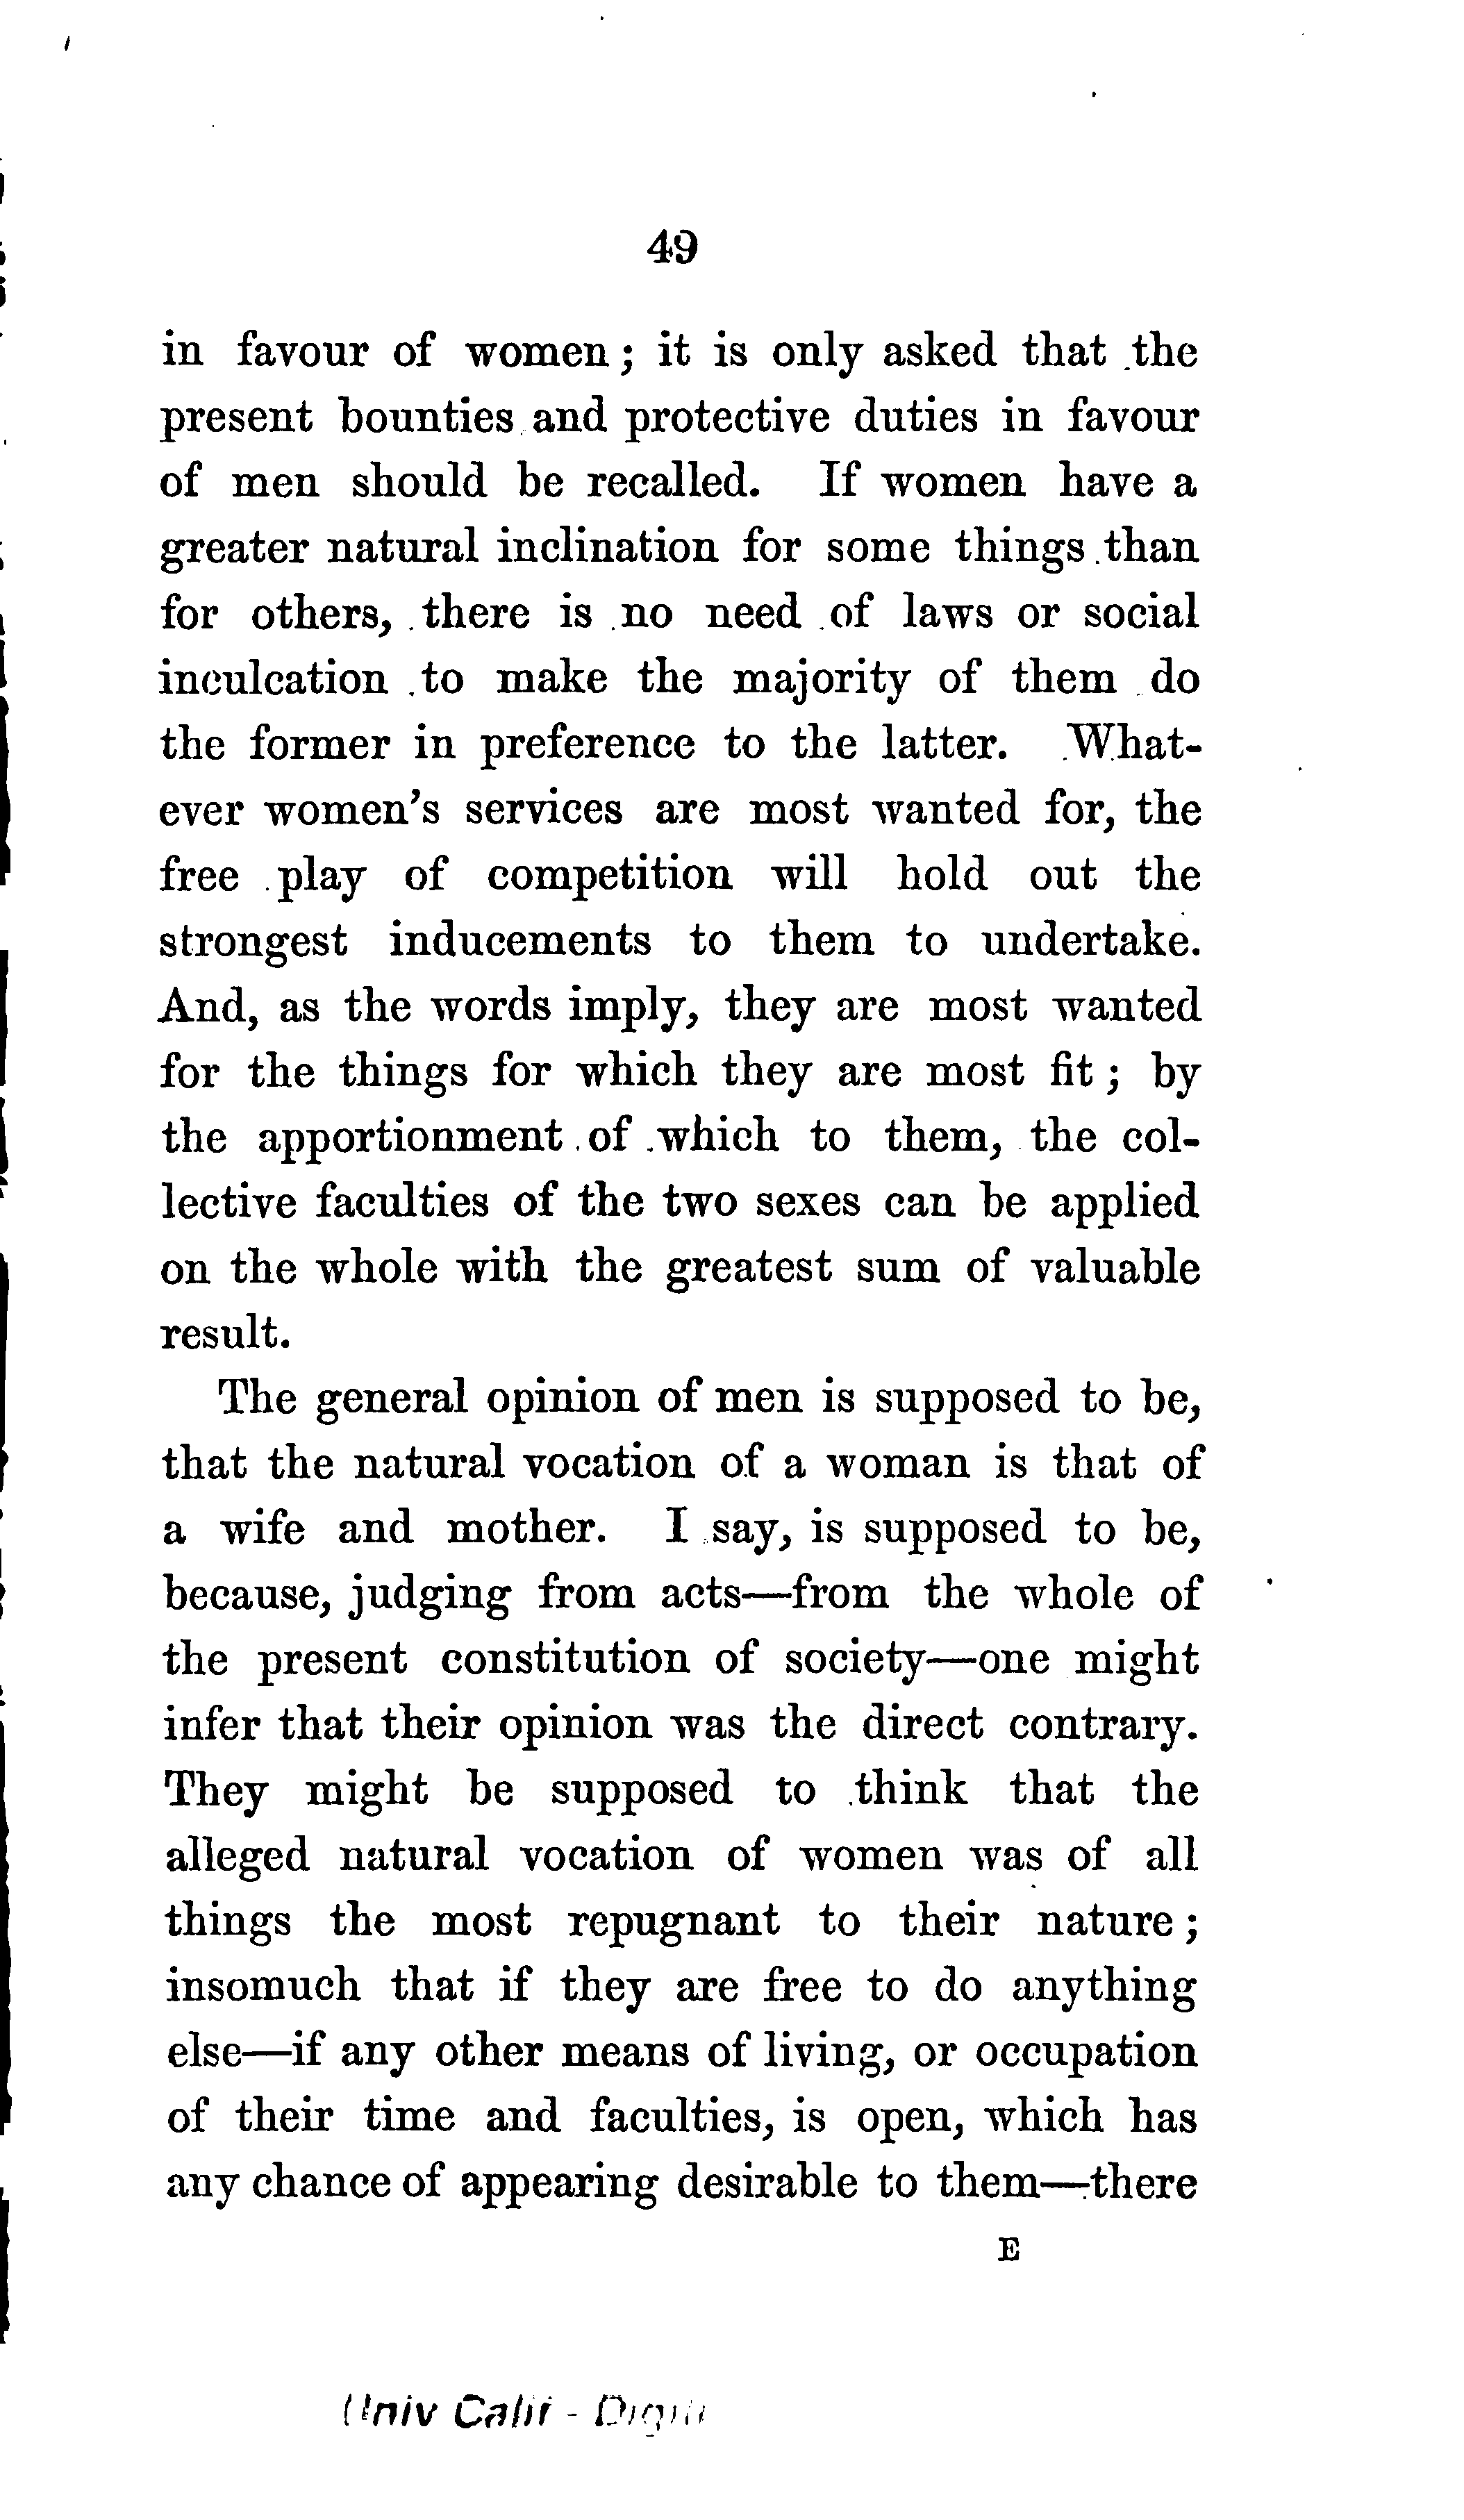 49
in favour of women; it is only asked that the
present bounties and protective duties in favour
of men should be recalled. If women have a
greater natural inclination for some things than
for others, there is no need of laws or social
inculcation to make the majority of them do
the former in preference to the latter. What-
ever women's services are most wanted for, the
free play of competition will hold out the
strongest inducements to them to undertake.
And, as the words imply, they are most wanted
for the things for which they are most fit; by
the apportionment of which to them, the col-
lective faculties of the two sexes can be applied
on the whole with the greatest sum of valuable
result.
The general opinion of men is supposed to be,
that the natural vocation of a woman is that of
a wife and mother. I say, is supposed to be,
because, judging from acts—from the whole of
the present constitution of society—one might
infer that their opinion was the direct contrary.
They might be supposed to think that the
alleged natural vocation of women was of all
things the most repugnant to their nature;
insomuch that if they are free to do anything
else—if any other means of living, or occupation
of their time and faculties, is open, which has
any chance of appearing desirable to them—there
E
Univ Calif -